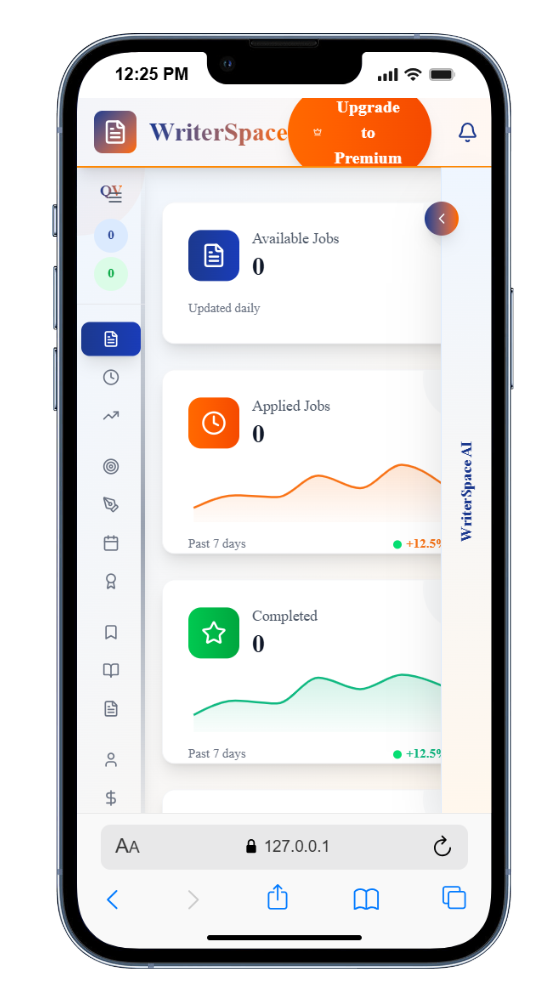 12:25 PM
WriterSpace
Upgrade
to
Premium
QV
0
0
Available Jobs
0
Updated daily
Applied Jobs
0
Past 7 days
+12.5%
Completed
0
Past 7 days
+12.5%
WriterSpace AI
AA
127.0.0.1